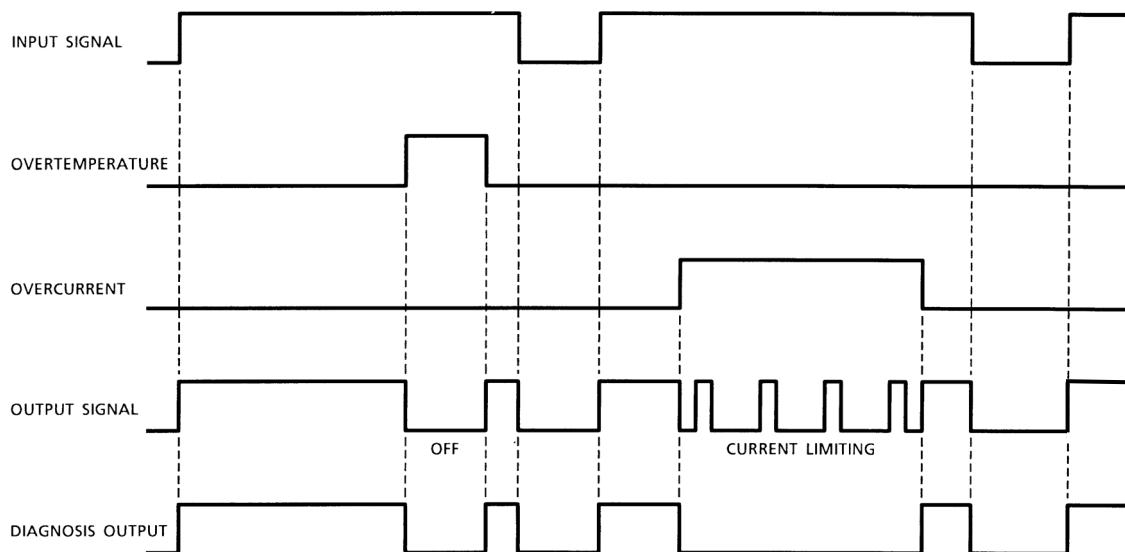 INPUT SIGNAL
OVERTEMPERATURE
OVERCURRENT
OUTPUT SIGNAL
OFF
CURRENT LIMITING
DIAGNOSIS OUTPUT